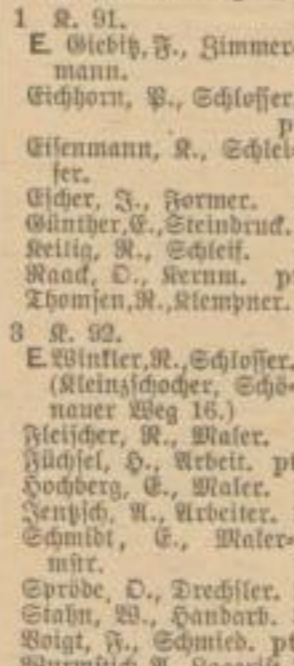 1 K. 91.
E. Giebitz, F., Zimmer-
mann.
Eichhorn, P., Schlosser
p
Eisenmann, K., Schlei-
fer.
Escher, J., Former.
Günther, E., Steindruck.
Keilig, R., Schleif.
Raack, O., Kernm. pt
Thomsen, R., Klempner.
3 K. 92.
E. Winkler, R., Schlosser.
(Kleinzschocher, Schö-
nauer Weg 16.)
Fleischer, R., Maler.
Füchsel, H., Arbeit. pt
Hochberg, E., Maler.
Jentzsch, A., Arbeiter.
Schmidt, E., Maler-
mstr.
Spröde, O., Drechsler.
Stahn, W., Handarb.
Voigt, F., Schmied. pt